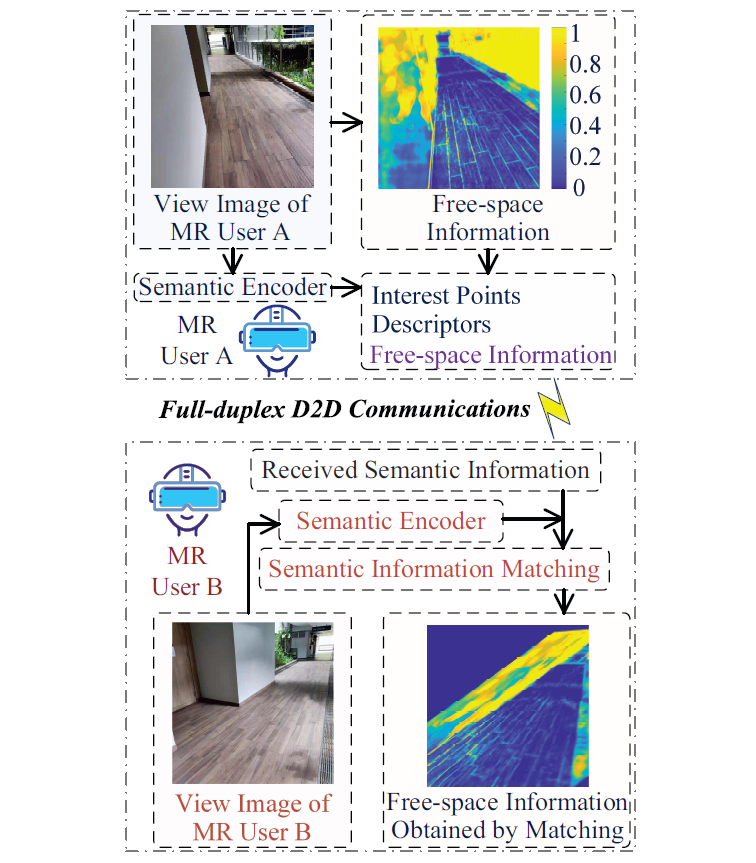 1
0.8
0.6
0.4
0.2
0
View Image of
MR User A
Free-space
Information
Semantic Encoder
MR
User A
Interest Points
Descriptors
Free-space Information
Full-duplex D2D Communications
Received Semantic Information
Semantic Encoder
MR
User B
Semantic Information Matching
View Image of
MR User B
Free-space Information
Obtained by Matching